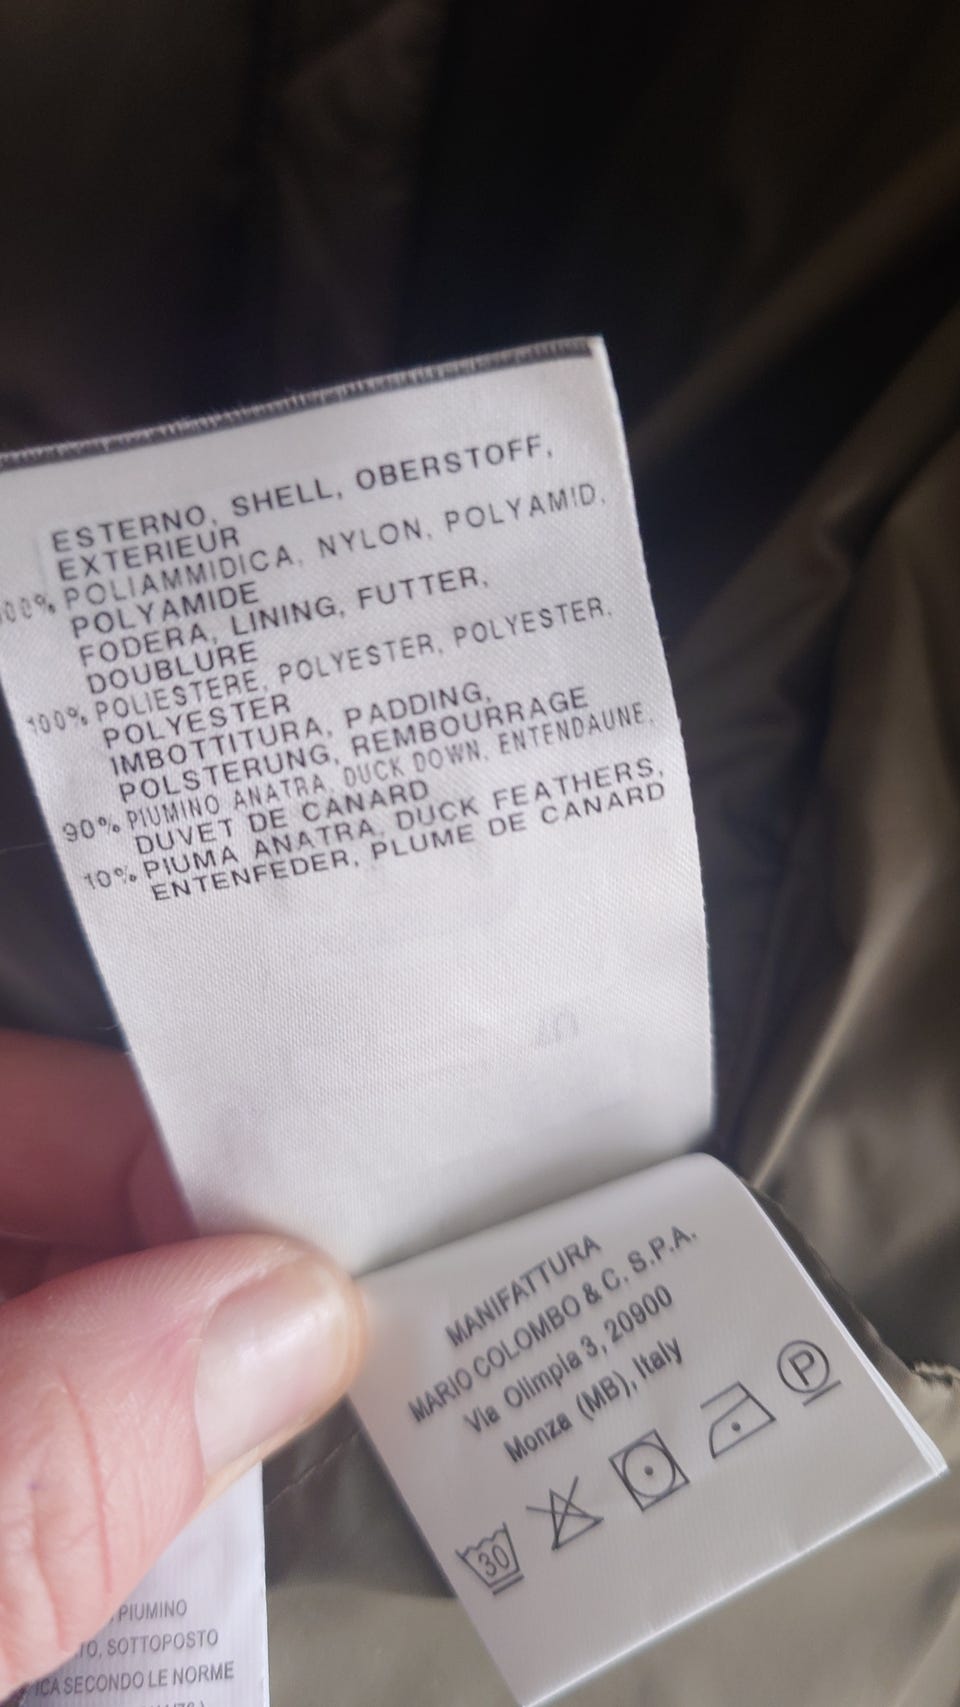 ESTERNO, SHELL, OBERSTOFF,
EXTERIEUR
100% POLIAMMIDICA, NYLON, POLYAMID,
POLYAMIDE
FODERA, LINING, FUTTER,
DOUBLURE
100% POLIESTERE, POLYESTER, POLYESTER,
POLYESTER
IMBOTTITURA, PADDING,
POLSTERUNG, REMBOURRAGE
90% PIUMINO ANATRA, DUCK DOWN, ENTENDAUNE,
DUVET DE CANARD
10% PIUMA ANATRA, DUCK FEATHERS,
ENTENFEDER, PLUME DE CANARD
MANIFATTURA
MARIO COLOMBO & C. S.P.A.
Via Olimpia 3, 20900
Monza (MB), Italy
30
P
PIUMINO
SOTTOPOSTO
SECONDO LE NORME